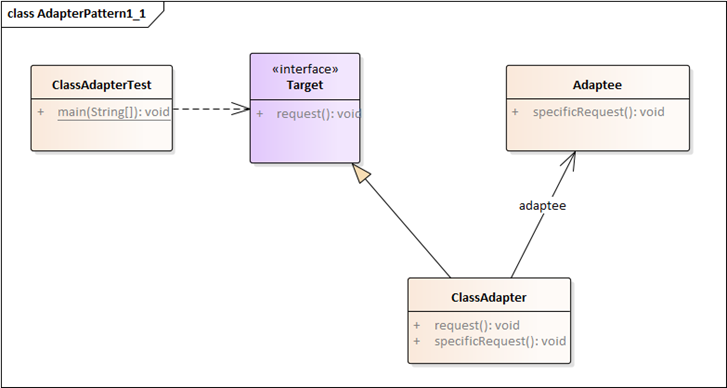 class AdapterPattern1_1
ClassAdapterTest
+ main(String[]): void
«interface»
Target
+ request(): void
Adaptee
+ specificRequest(): void
adaptee
ClassAdapter
+ request(): void
+ specificRequest(): void